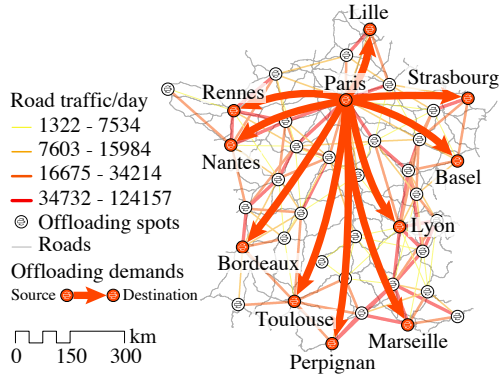 Lille
Paris
Strasbourg
Rennes
Road traffic/day
1322 - 7534
7603 - 15984
16675 - 34214
34732 - 124157
Offloading spots
Roads
Offloading demands
Source Destination
Nantes
Basel
Lyon
Bordeaux
Toulouse
Marseille
Perpignan
km
0 150 300